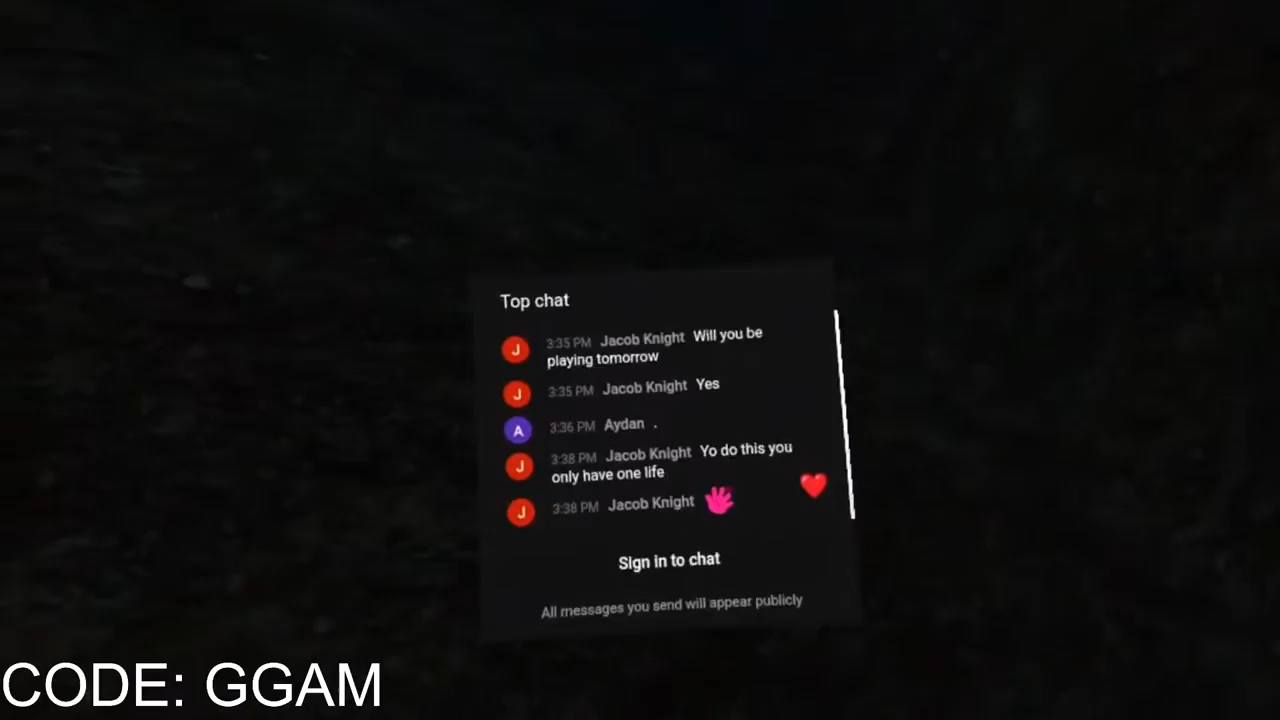 Top chat
J 3:35 PM Jacob Knight Will you be
playing tomorrow
J 3:35 PM Jacob Knight Yes
A 3:36 PM Aydan .
J 3:38 PM Jacob Knight Yo do this you
only have one life
J 3:38 PM Jacob Knight
Sign in to chat
All messages you send will appear publicly
CODE: GGAM